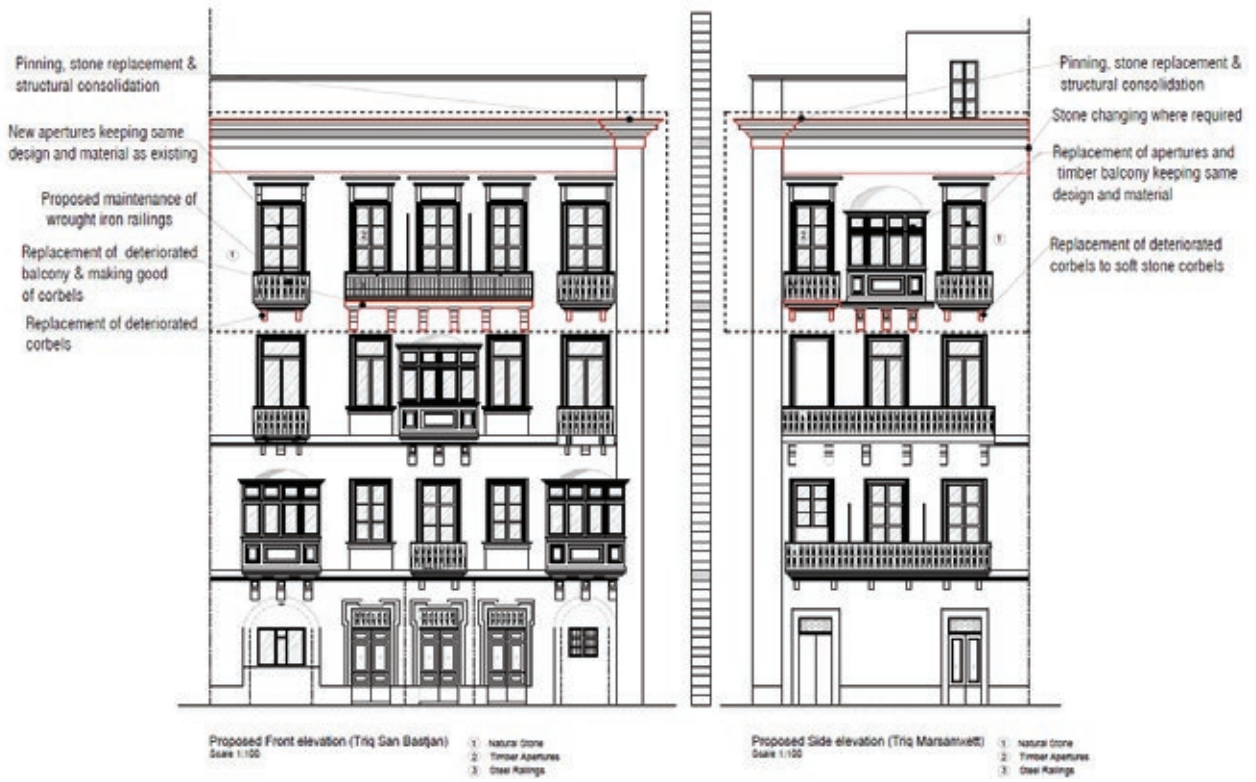 Pinning, stone replacement &
structural consolidation
New apertures keeping same
design and material as existing
Proposed maintenance of
wrought iron railings
1
Replacement of deteriorated
balcony & making good
of corbels
Replacement of deteriorated
corbels
2
Pinning, stone replacement &
structural consolidation
Stone changing where required
Replacement of apertures and
timber balcony keeping same
design and material
2
1
Replacement of deteriorated
corbels to soft stone corbels
Proposed Front elevation (Triq San Bastjan)
Scale 1:100
1 Natural Stone
2 Timber Apertures
3 Steel Railings
Proposed Side elevation (Triq Marsamxett)
Scale 1:100
1 Natural Stone
2 Timber Apertures
3 Steel Railings